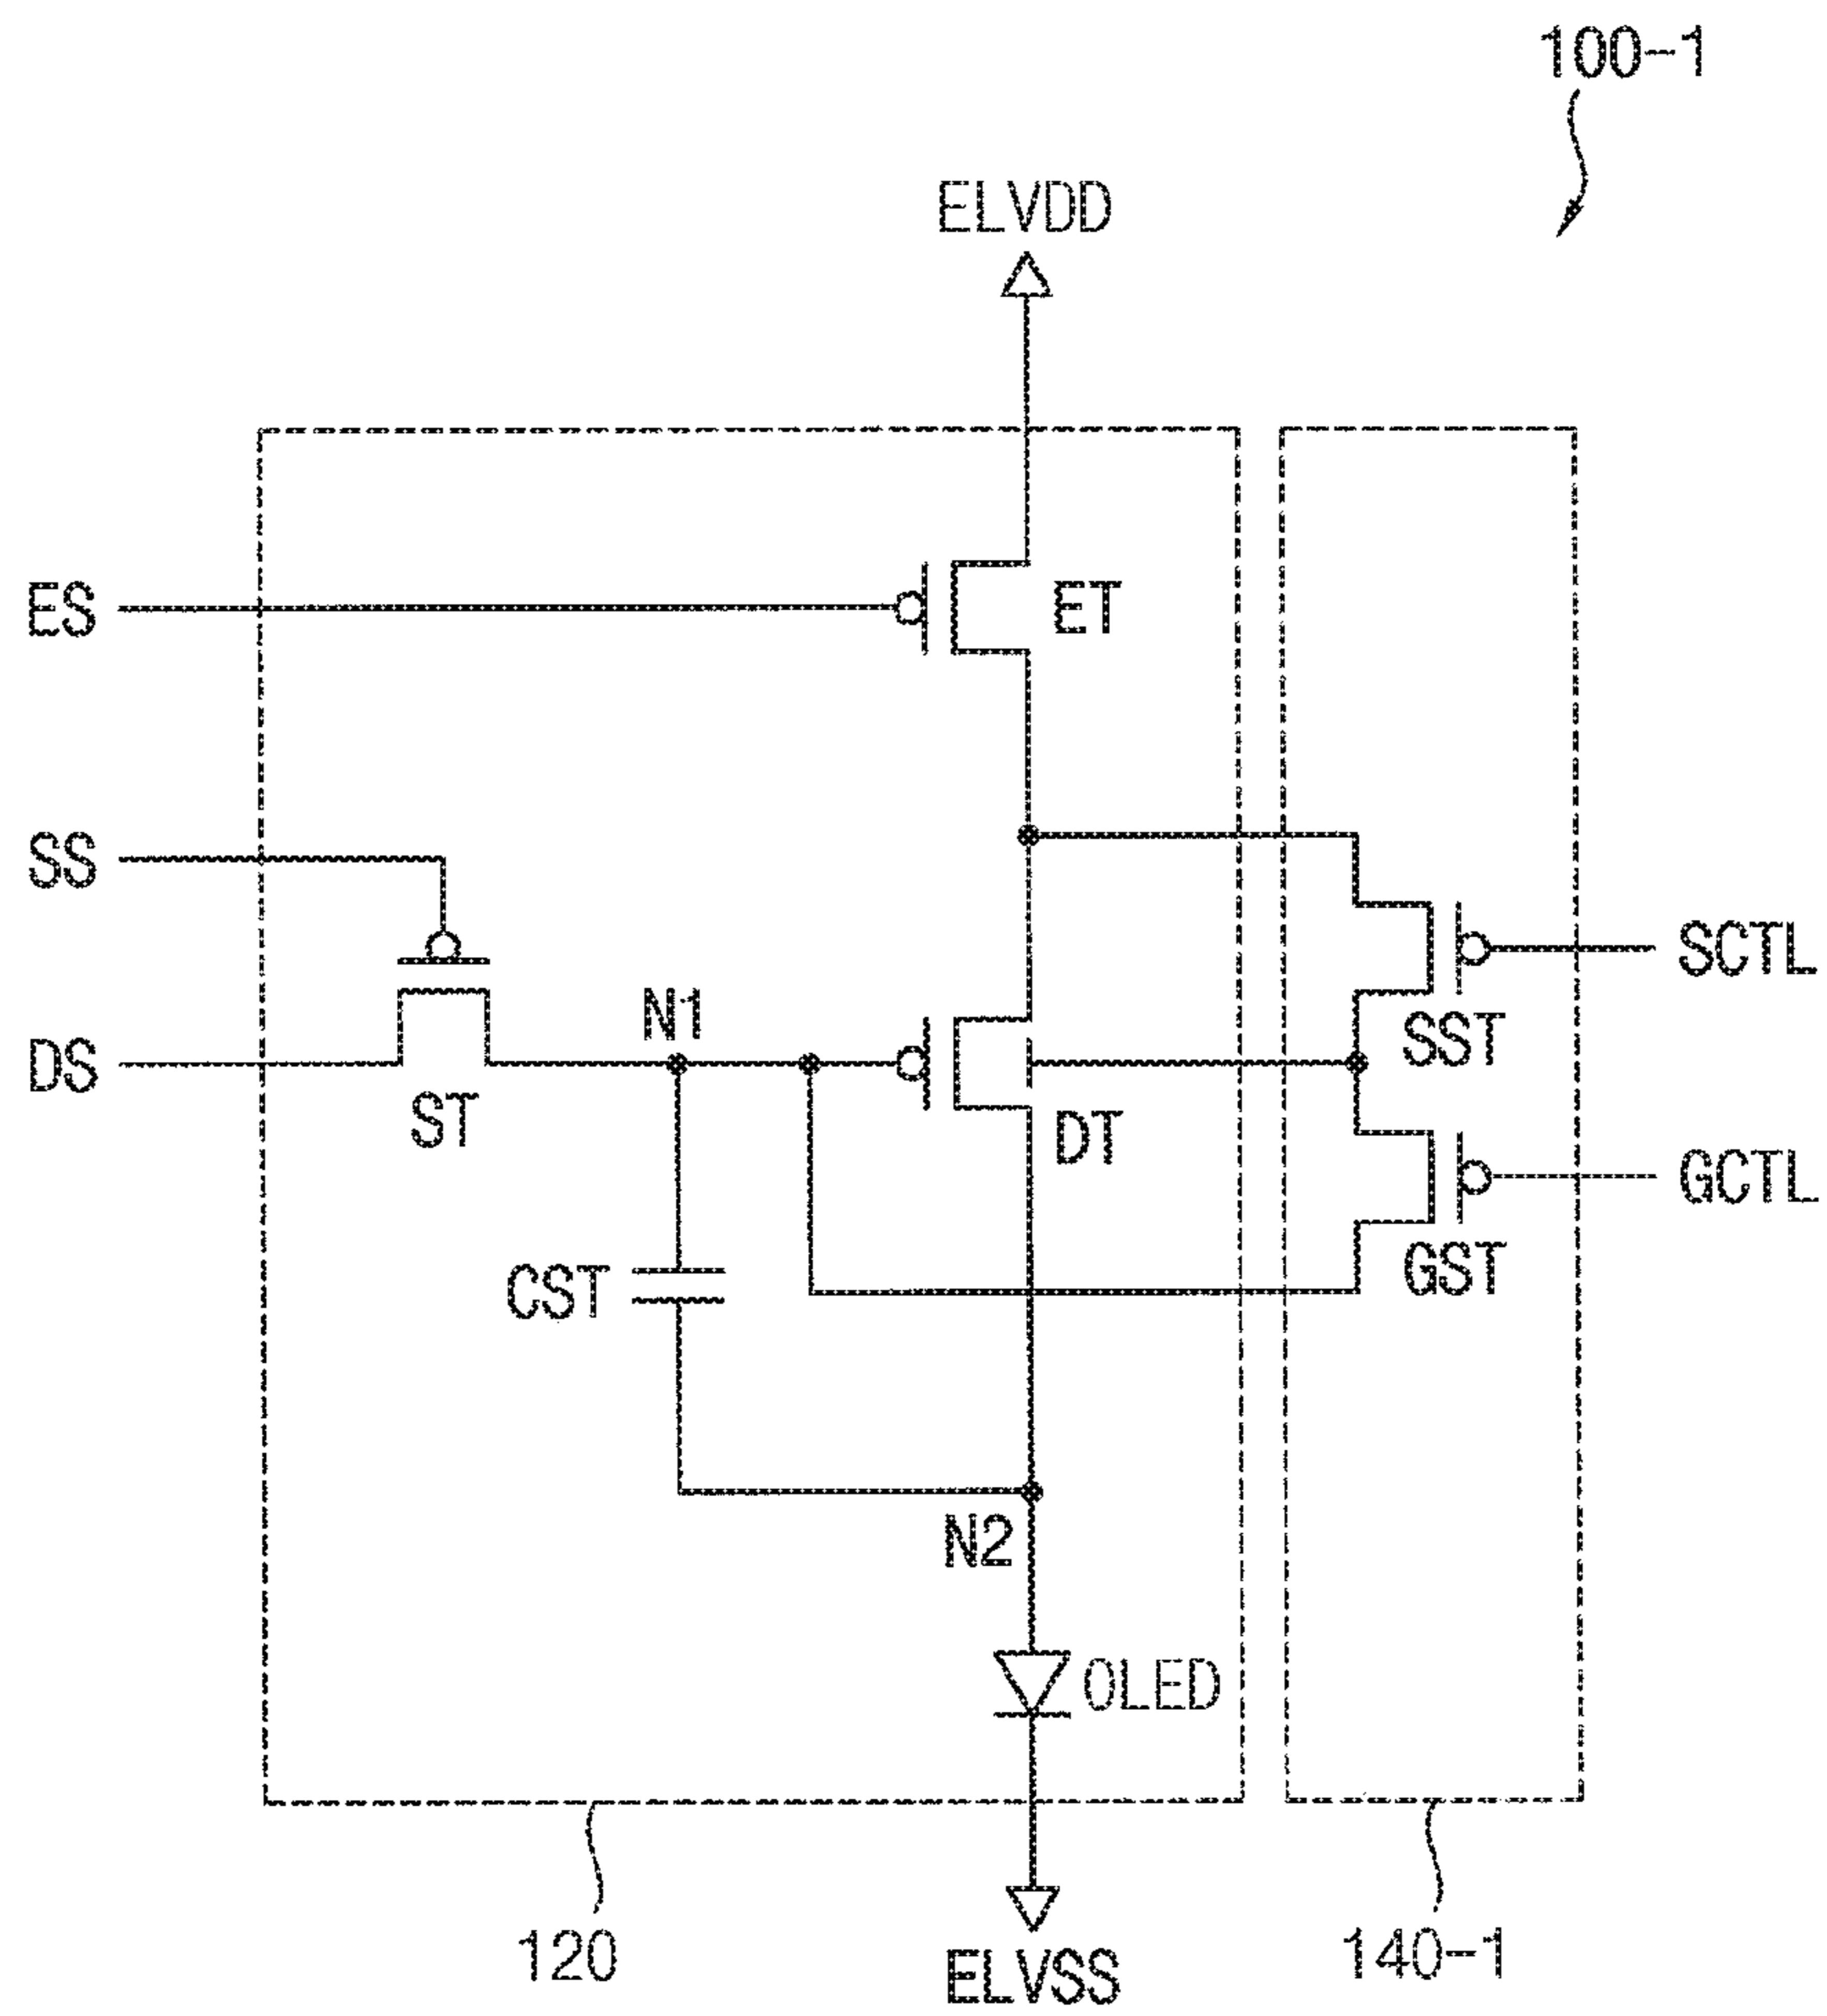 100-1
ELVDD
ES
ET
SS
SCTL
N1
SST
DS
ST
DT
GCTL
GST
CST
N2
OLED
120
140-1
ELVSS